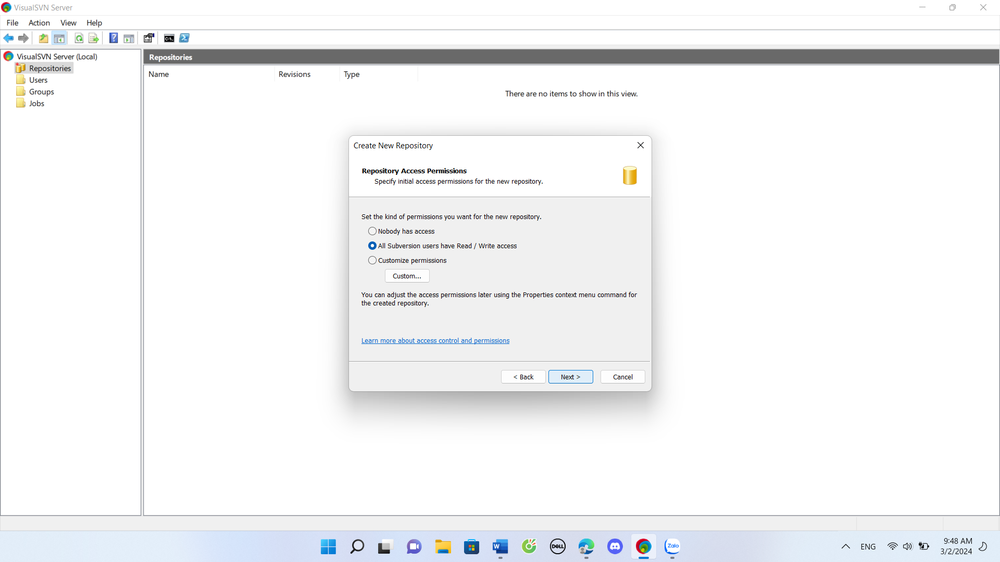 VisualSVN Server
File Action View Help
VisualSVN Server (Local)
Repositories
Users
Groups
Jobs
Repositories
Name Revisions Type
There are no items to show in this view.
Create New Repository
Repository Access Permissions
Specify initial access permissions for the new repository.
Set the kind of permissions you want for the new repository.
Nobody has access
All Subversion users have Read / Write access
Customize permissions
Custom...
You can adjust the access permissions later using the Properties context menu command for
the created repository.
Learn more about access control and permissions
< Back Next > Cancel
W
DELL
Zalo
ENG
9:48 AM
3/2/2024